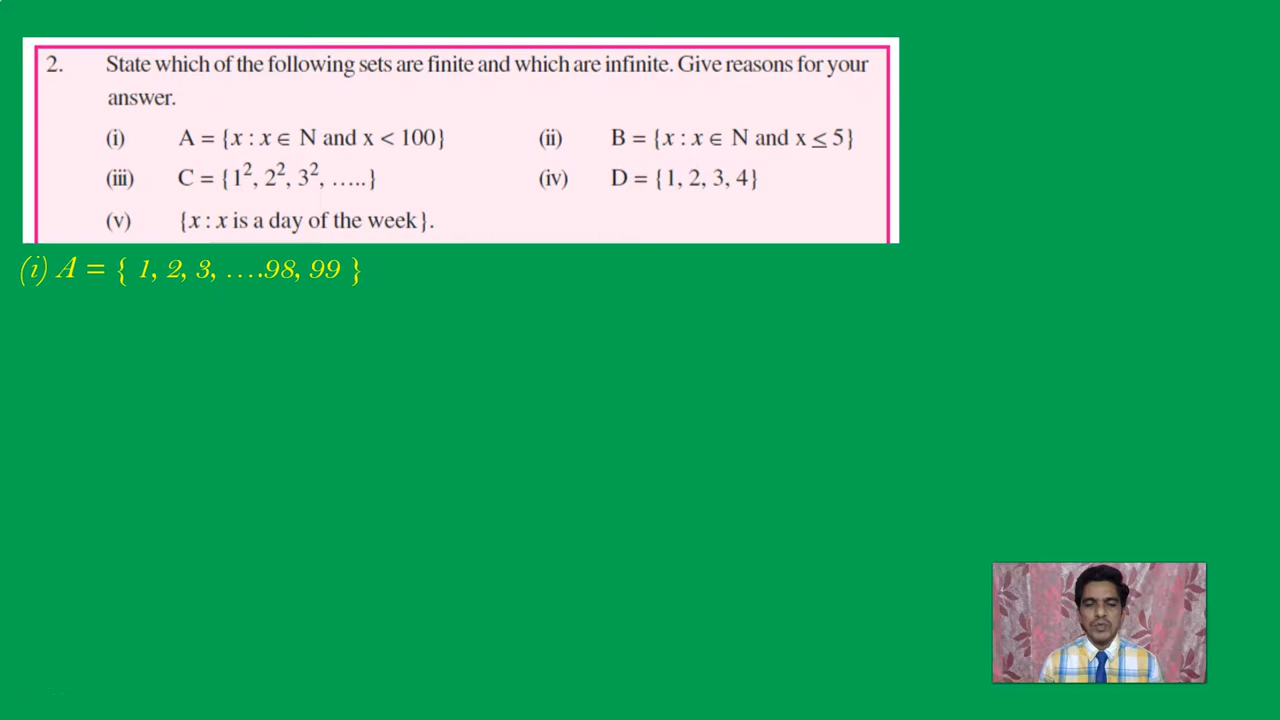 2. State which of the following sets are finite and which are infinite. Give reasons for your
answer.
(i) A = {x : x ∈ N and x < 100} (ii) B = {x : x ∈ N and x ≤ 5}
(iii) C = {1², 2², 3², .....} (iv) D = {1, 2, 3, 4}
(v) {x : x is a day of the week}.
(i) A = { 1, 2, 3, ....98, 99 }